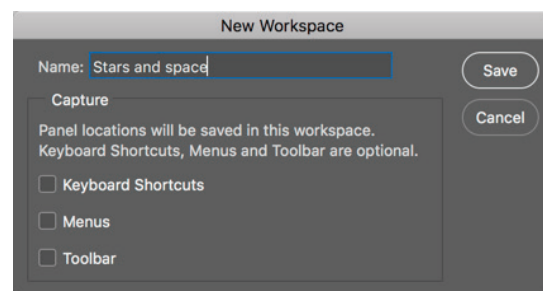 New Workspace
Name: Stars and space
Save
Capture
Cancel
Panel locations will be saved in this workspace.
Keyboard Shortcuts, Menus and Toolbar are optional.
Keyboard Shortcuts
Menus
Toolbar